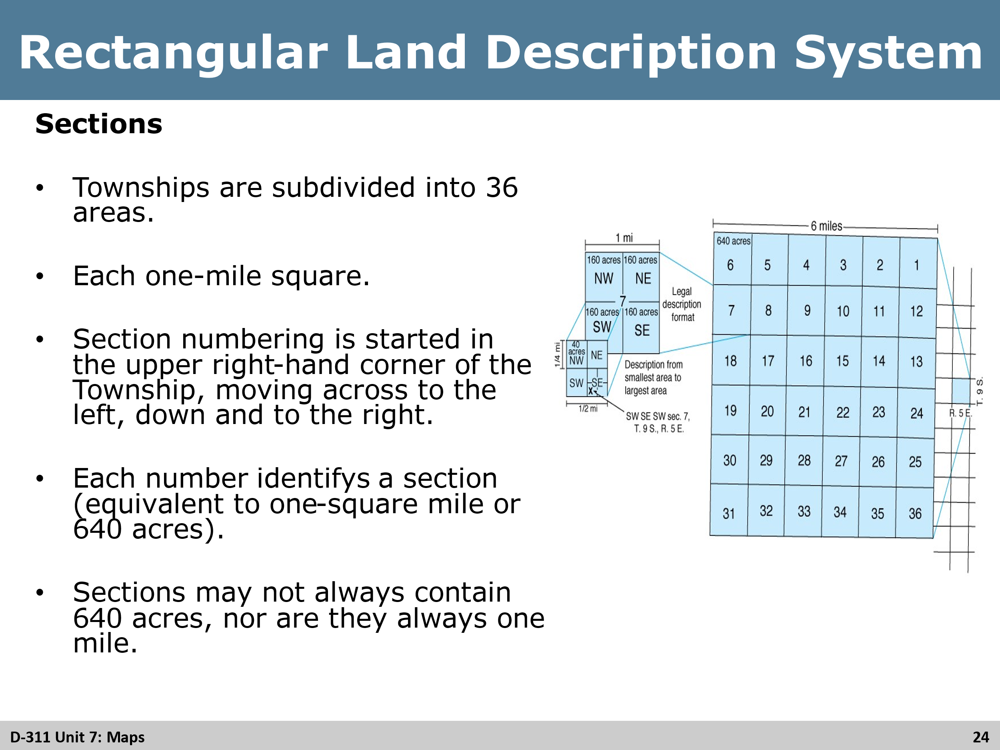 Rectangular Land Description System
Sections
• Townships are subdivided into 36
areas.
• Each one-mile square.
• Section numbering is started in
the upper right-hand corner of the
Township, moving across to the
left, down and to the right.
• Each number identifys a section
(equivalent to one-square mile or
640 acres).
• Sections may not always contain
640 acres, nor are they always one
mile.
1 mi
160 acres 160 acres
NW NE
7
160 acres 160 acres
SW SE
1/4 mi
40
acres
NW NE
SW SE
X
1/2 mi
Legal
description
format
Description from
smallest area to
largest area
SW SE SW sec. 7,
T. 9 S., R. 5 E.
6 miles
640 acres
6 5 4 3 2 1
7 8 9 10 11 12
18 17 16 15 14 13
19 20 21 22 23 24
30 29 28 27 26 25
31 32 33 34 35 36
T. 9 S.
R. 5 E.
D-311 Unit 7: Maps 24